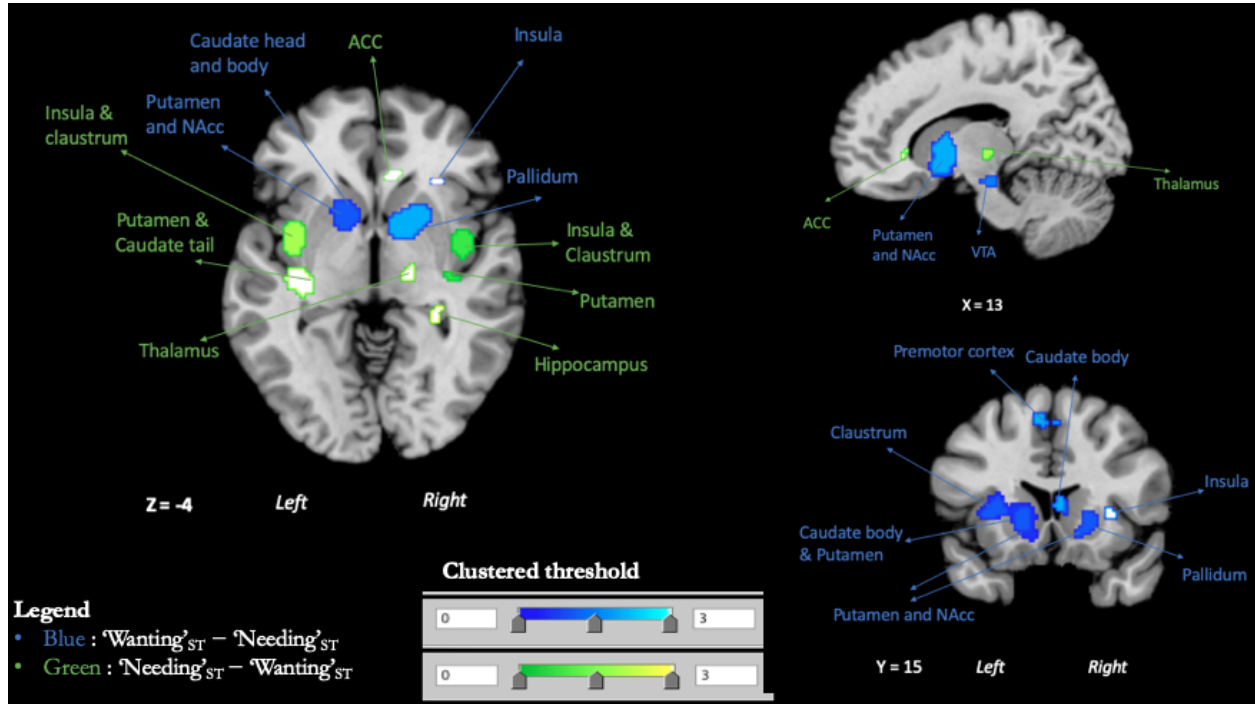 Caudate head
and body
ACC
Insula
Putamen
and NAcc
Insula &
claustrum
Pallidum
Putamen &
Caudate tail
Insula &
Claustrum
Putamen
Thalamus
Hippocampus
Z = -4
Left
Right
ACC
Putamen
and NAcc
VTA
Thalamus
X = 13
Premotor cortex
Caudate body
Claustrum
Insula
Caudate body
& Putamen
Pallidum
Putamen and NAcc
Y = 15
Left
Right
Clustered threshold
0
3
0
3
Legend
• Blue : ‘Wanting’ST – ‘Needing’ST
• Green : ‘Needing’ST – ‘Wanting’ST